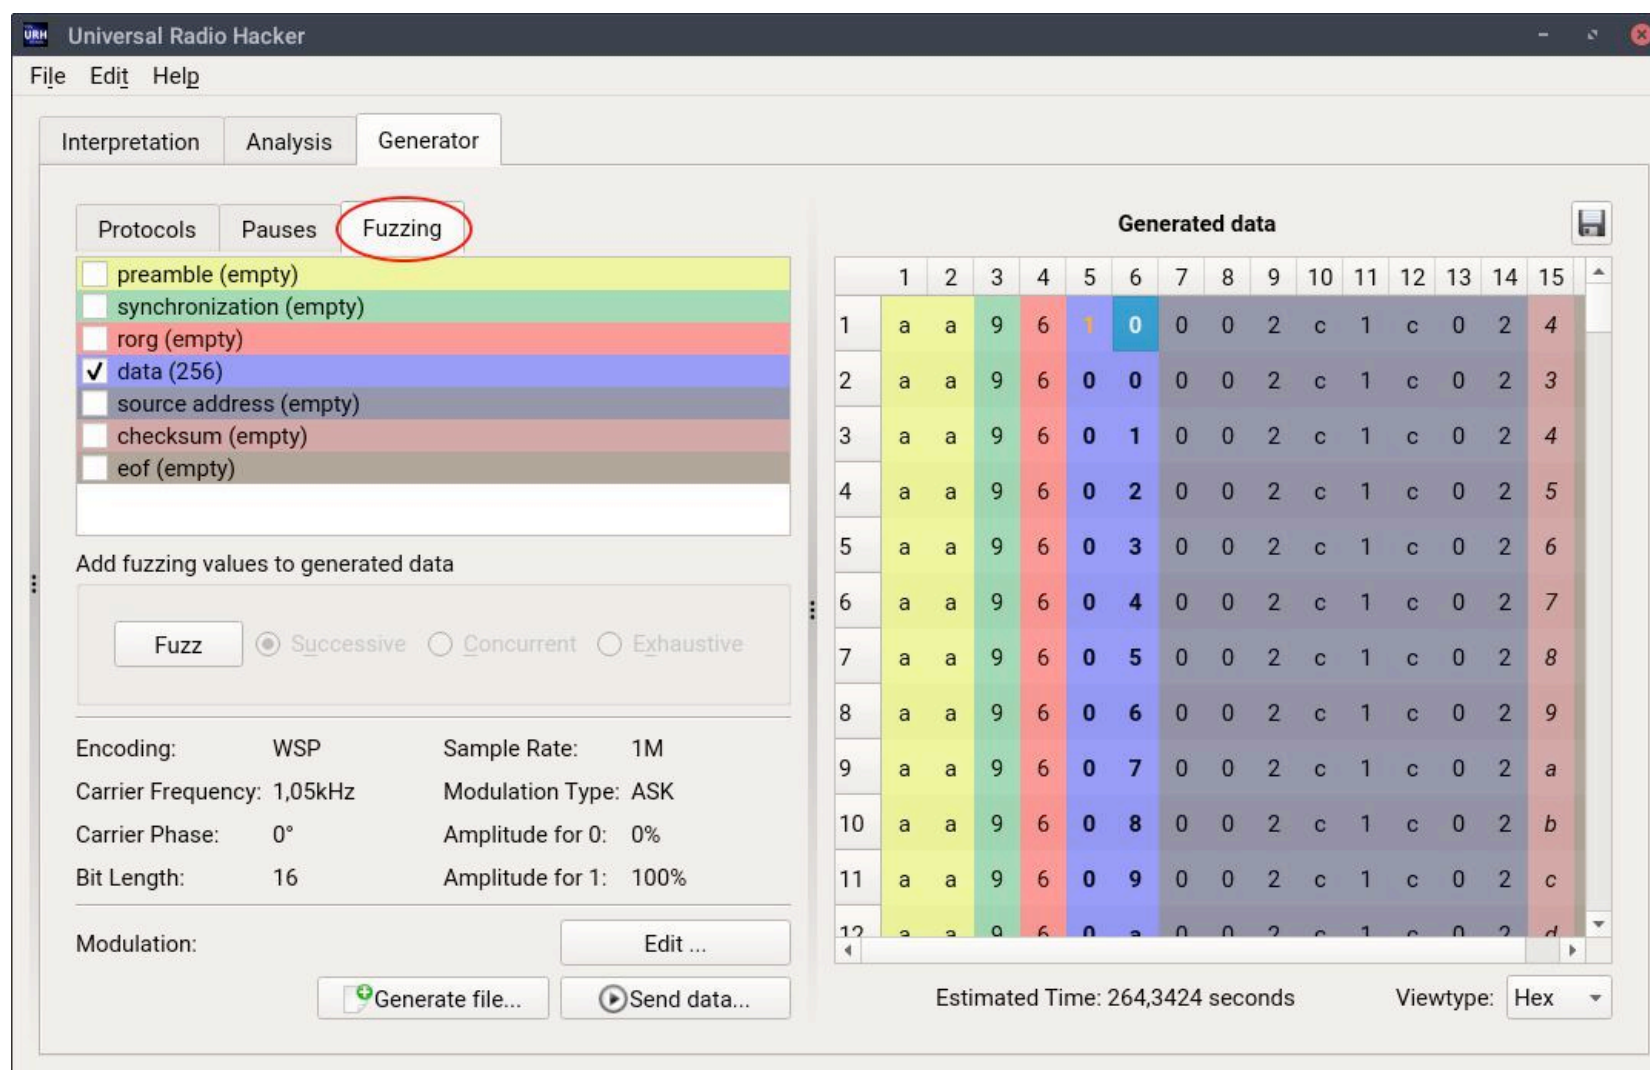 URH Universal Radio Hacker
File Edit Help
Interpretation Analysis Generator
Protocols Pauses Fuzzing
preamble (empty)
synchronization (empty)
rorg (empty)
data (256)
source address (empty)
checksum (empty)
eof (empty)
Add fuzzing values to generated data
Fuzz Successive Concurrent Exhaustive
Encoding: WSP Sample Rate: 1M
Carrier Frequency: 1,05kHz Modulation Type: ASK
Carrier Phase: 0° Amplitude for 0: 0%
Bit Length: 16 Amplitude for 1: 100%
Modulation: Edit ...
Generate file... Send data...
Generated data
1 2 3 4 5 6 7 8 9 10 11 12 13 14 15
1 a a 9 6 1 0 0 0 2 c 1 c 0 2 4
2 a a 9 6 0 0 0 0 2 c 1 c 0 2 3
3 a a 9 6 0 1 0 0 2 c 1 c 0 2 4
4 a a 9 6 0 2 0 0 2 c 1 c 0 2 5
5 a a 9 6 0 3 0 0 2 c 1 c 0 2 6
6 a a 9 6 0 4 0 0 2 c 1 c 0 2 7
7 a a 9 6 0 5 0 0 2 c 1 c 0 2 8
8 a a 9 6 0 6 0 0 2 c 1 c 0 2 9
9 a a 9 6 0 7 0 0 2 c 1 c 0 2 a
10 a a 9 6 0 8 0 0 2 c 1 c 0 2 b
11 a a 9 6 0 9 0 0 2 c 1 c 0 2 c
12 a a 9 6 0 a 0 0 2 c 1 c 0 2 d
Estimated Time: 264,3424 seconds Viewtype: Hex